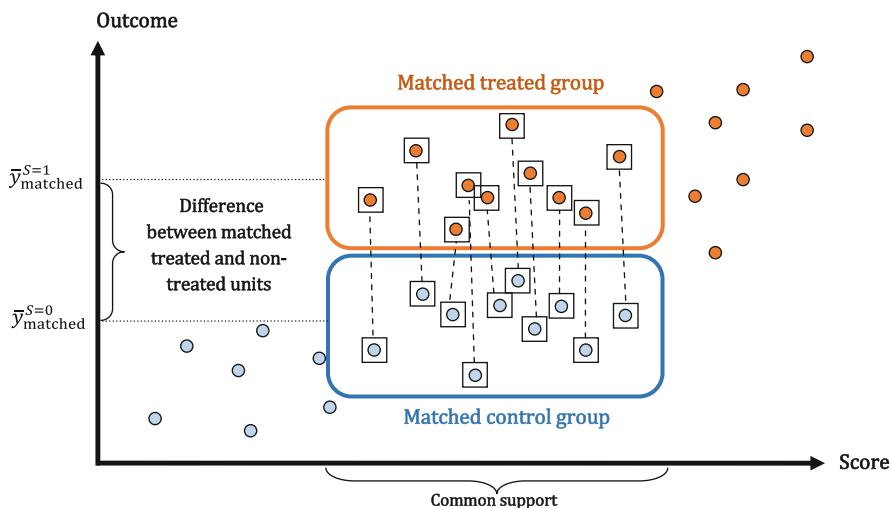 Outcome
Matched treated group
ȳ^{S=1}_{matched}
Difference
between matched
treated and non-
treated units
ȳ^{S=0}_{matched}
Matched control group
Score
Common support